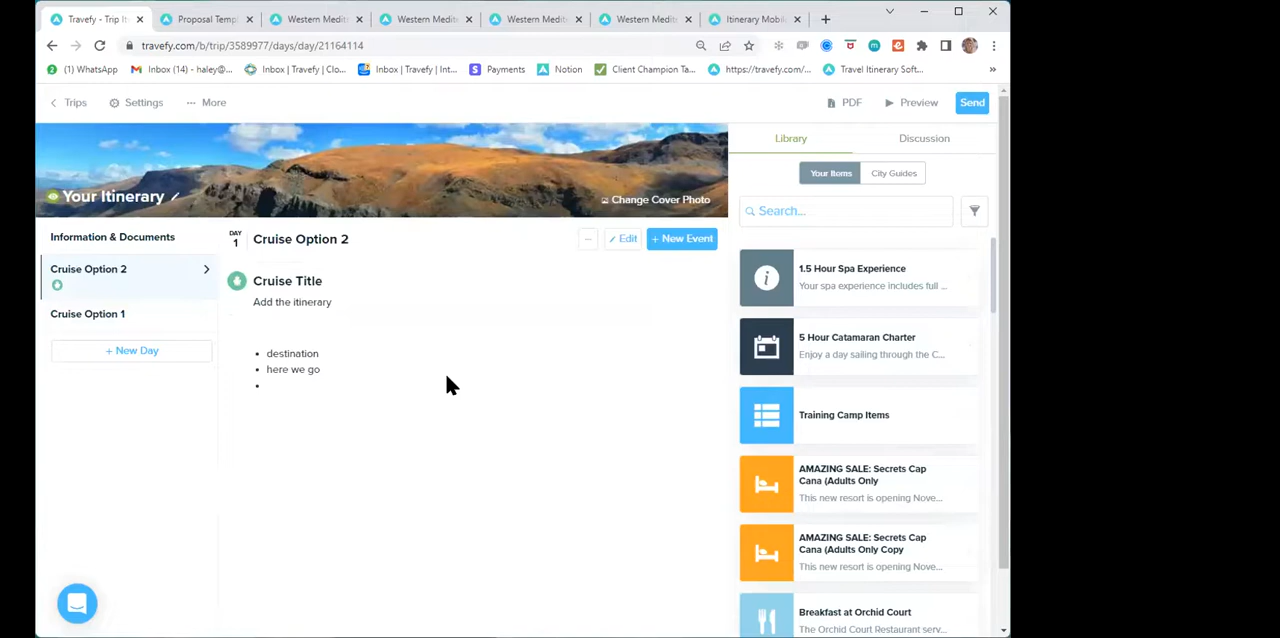 Travefy - Trip Iti
Proposal Temp
Western Medit
Western Medite
Western Medite
Western Medite
Itinerary Mobile
travefy.com/b/trip/3589977/days/day/21164114
(1) WhatsApp
Inbox (14) - haley@...
Inbox | Travefy | Clo...
Inbox | Travefy | Int...
Payments
Notion
Client Champion Ta...
https://travefy.com/...
Travel Itinerary Soft...
»
Trips
Settings
More
PDF
Preview
Send
Library
Discussion
Your Items
City Guides
Your Itinerary
Change Cover Photo
Search...
Information & Documents
DAY
1
Cruise Option 2
...
Edit
+ New Event
Cruise Option 2
Cruise Option 1
+ New Day
Cruise Title
Add the itinerary
• destination
• here we go
•
1.5 Hour Spa Experience
Your spa experience includes full ...
5 Hour Catamaran Charter
Enjoy a day sailing through the C...
Training Camp Items
AMAZING SALE: Secrets Cap
Cana (Adults Only
This new resort is opening Nove...
AMAZING SALE: Secrets Cap
Cana (Adults Only Copy
This new resort is opening Nove...
Breakfast at Orchid Court
The Orchid Court Restaurant serv...